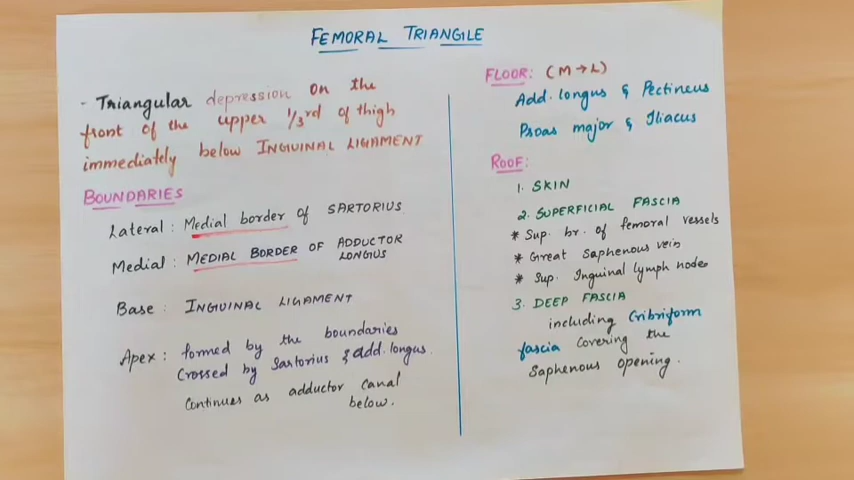 FEMORAL TRIANGLE
- Triangular depression on the
front of the upper 1/3rd of thigh
immediately below INGUINAL LIGAMENT
BOUNDARIES
Lateral: Medial border of SARTORIUS
Medial: MEDIAL BORDER OF ADDUCTOR
LONGUS
Base: INGUINAL LIGAMENT
Apex: formed by the boundaries
Crossed by Sartorius & add. longus.
Continues as adductor canal
below.
FLOOR: (M→L)
Add. longus & Pectineus
Psoas major & Iliacus
ROOF:
1. SKIN
2. SUPERFICIAL FASCIA
* Sup. br. of femoral vessels
* Great Saphenous vein
* Sup. Inguinal lymph nodes
3. DEEP FASCIA
including Cribriform
fascia covering the
Saphenous opening.